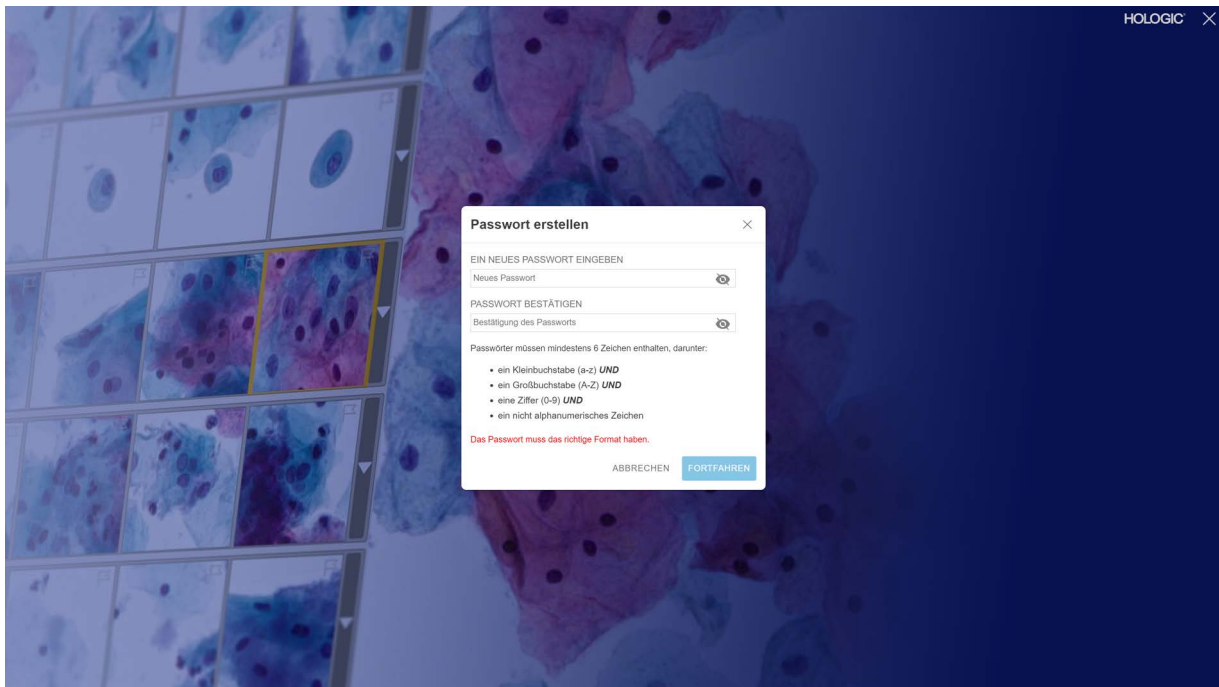 HOLOGIC
Passwort erstellen
EIN NEUES PASSWORT EINGEBEN
Neues Passwort
PASSWORT BESTÄTIGEN
Bestätigung des Passworts
Passwörter müssen mindestens 6 Zeichen enthalten, darunter:
• ein Kleinbuchstabe (a-z) UND
• ein Großbuchstabe (A-Z) UND
• eine Ziffer (0-9) UND
• ein nicht alphanumerisches Zeichen
Das Passwort muss das richtige Format haben.
ABBRECHEN FORTFAHREN